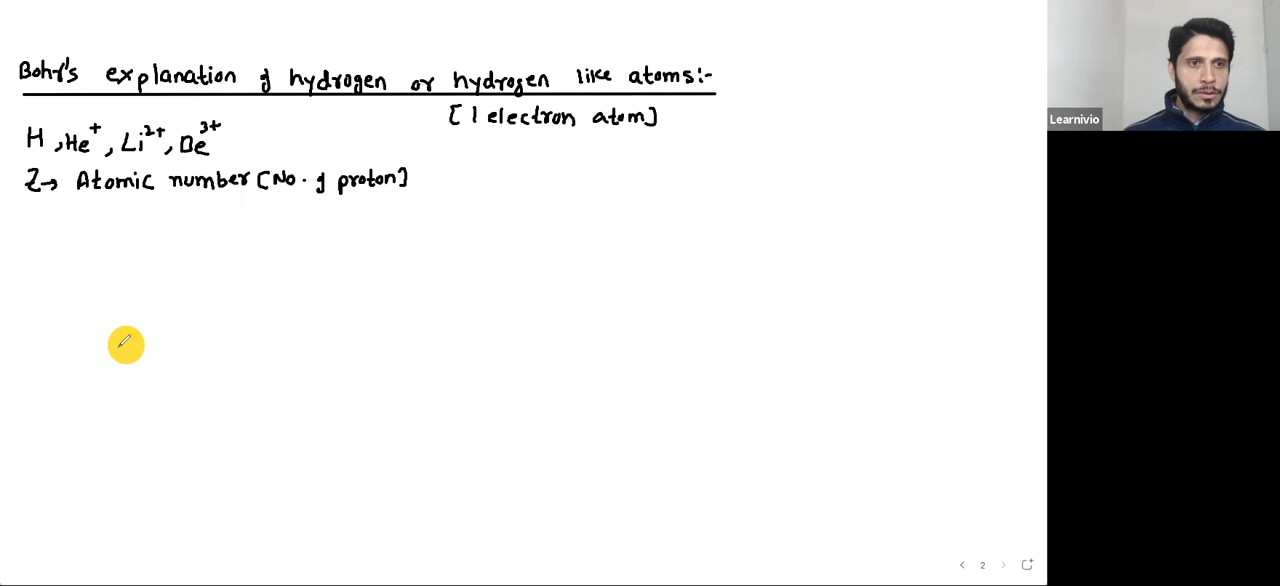 Bohr's explanation of hydrogen or hydrogen like atoms:-
[1 electron atom]
H, He⁺, Li²⁺, Be³⁺
Z→ Atomic number [No. of proton]
Learnivio
2